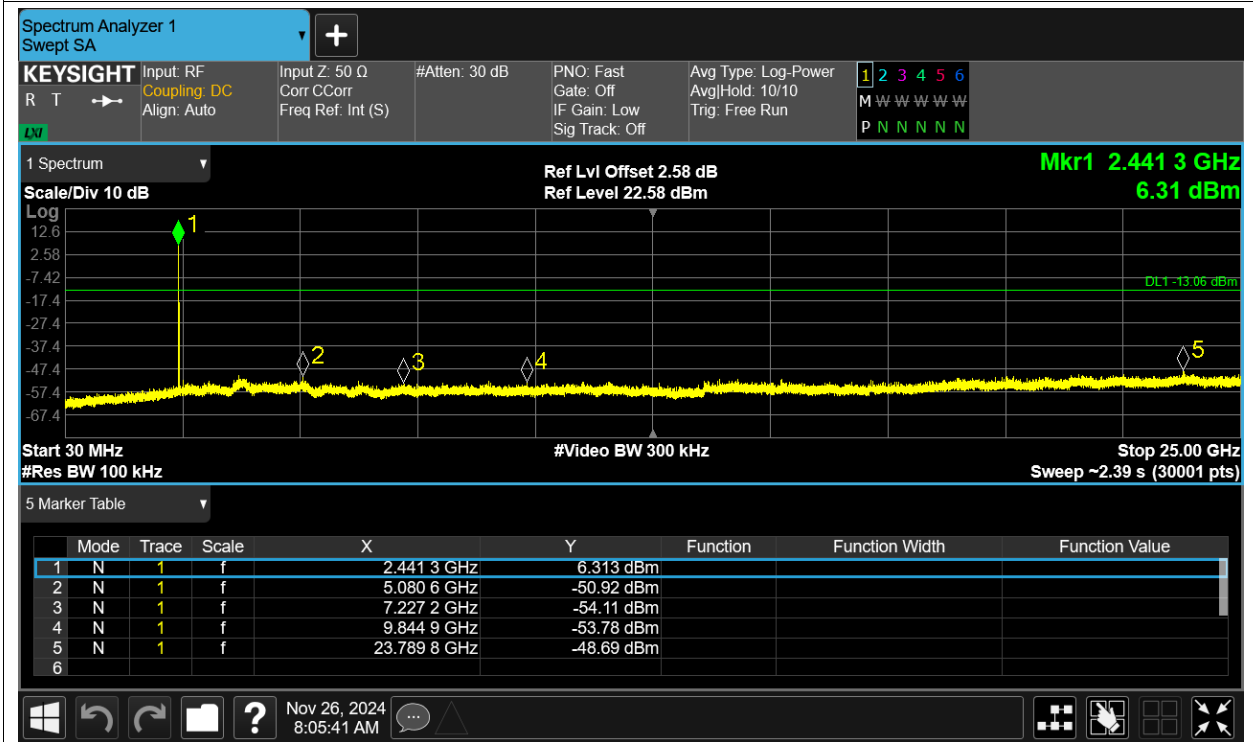 Spectrum Analyzer 1
Swept SA
+
KEYSIGHT Input: RF Input Z: 50 Ω #Atten: 30 dB PNO: Fast Avg Type: Log-Power 1 2 3 4 5 6
R T Coupling: DC Corr CCorr Gate: Off Avg|Hold: 10/10 M W W W W W
Align: Auto Freq Ref: Int (S) IF Gain: Low Trig: Free Run
LXI Sig Track: Off P N N N N N
1 Spectrum Ref Lvl Offset 2.58 dB Mkr1 2.441 3 GHz
Scale/Div 10 dB Ref Level 22.58 dBm 6.31 dBm
Log
1
12.6
2.58
-7.42
DL1 -13.06 dBm
-17.4
-27.4
-37.4
2 3 4 5
-47.4
-57.4
-67.4
Start 30 MHz #Video BW 300 kHz Stop 25.00 GHz
#Res BW 100 kHz Sweep ~2.39 s (30001 pts)
5 Marker Table
Mode Trace Scale X Y Function Function Width Function Value
1 N 1 f 2.441 3 GHz 6.313 dBm
2 N 1 f 5.080 6 GHz -50.92 dBm
3 N 1 f 7.227 2 GHz -54.11 dBm
4 N 1 f 9.844 9 GHz -53.78 dBm
5 N 1 f 23.789 8 GHz -48.69 dBm
6
? Nov 26, 2024
8:05:41 AM